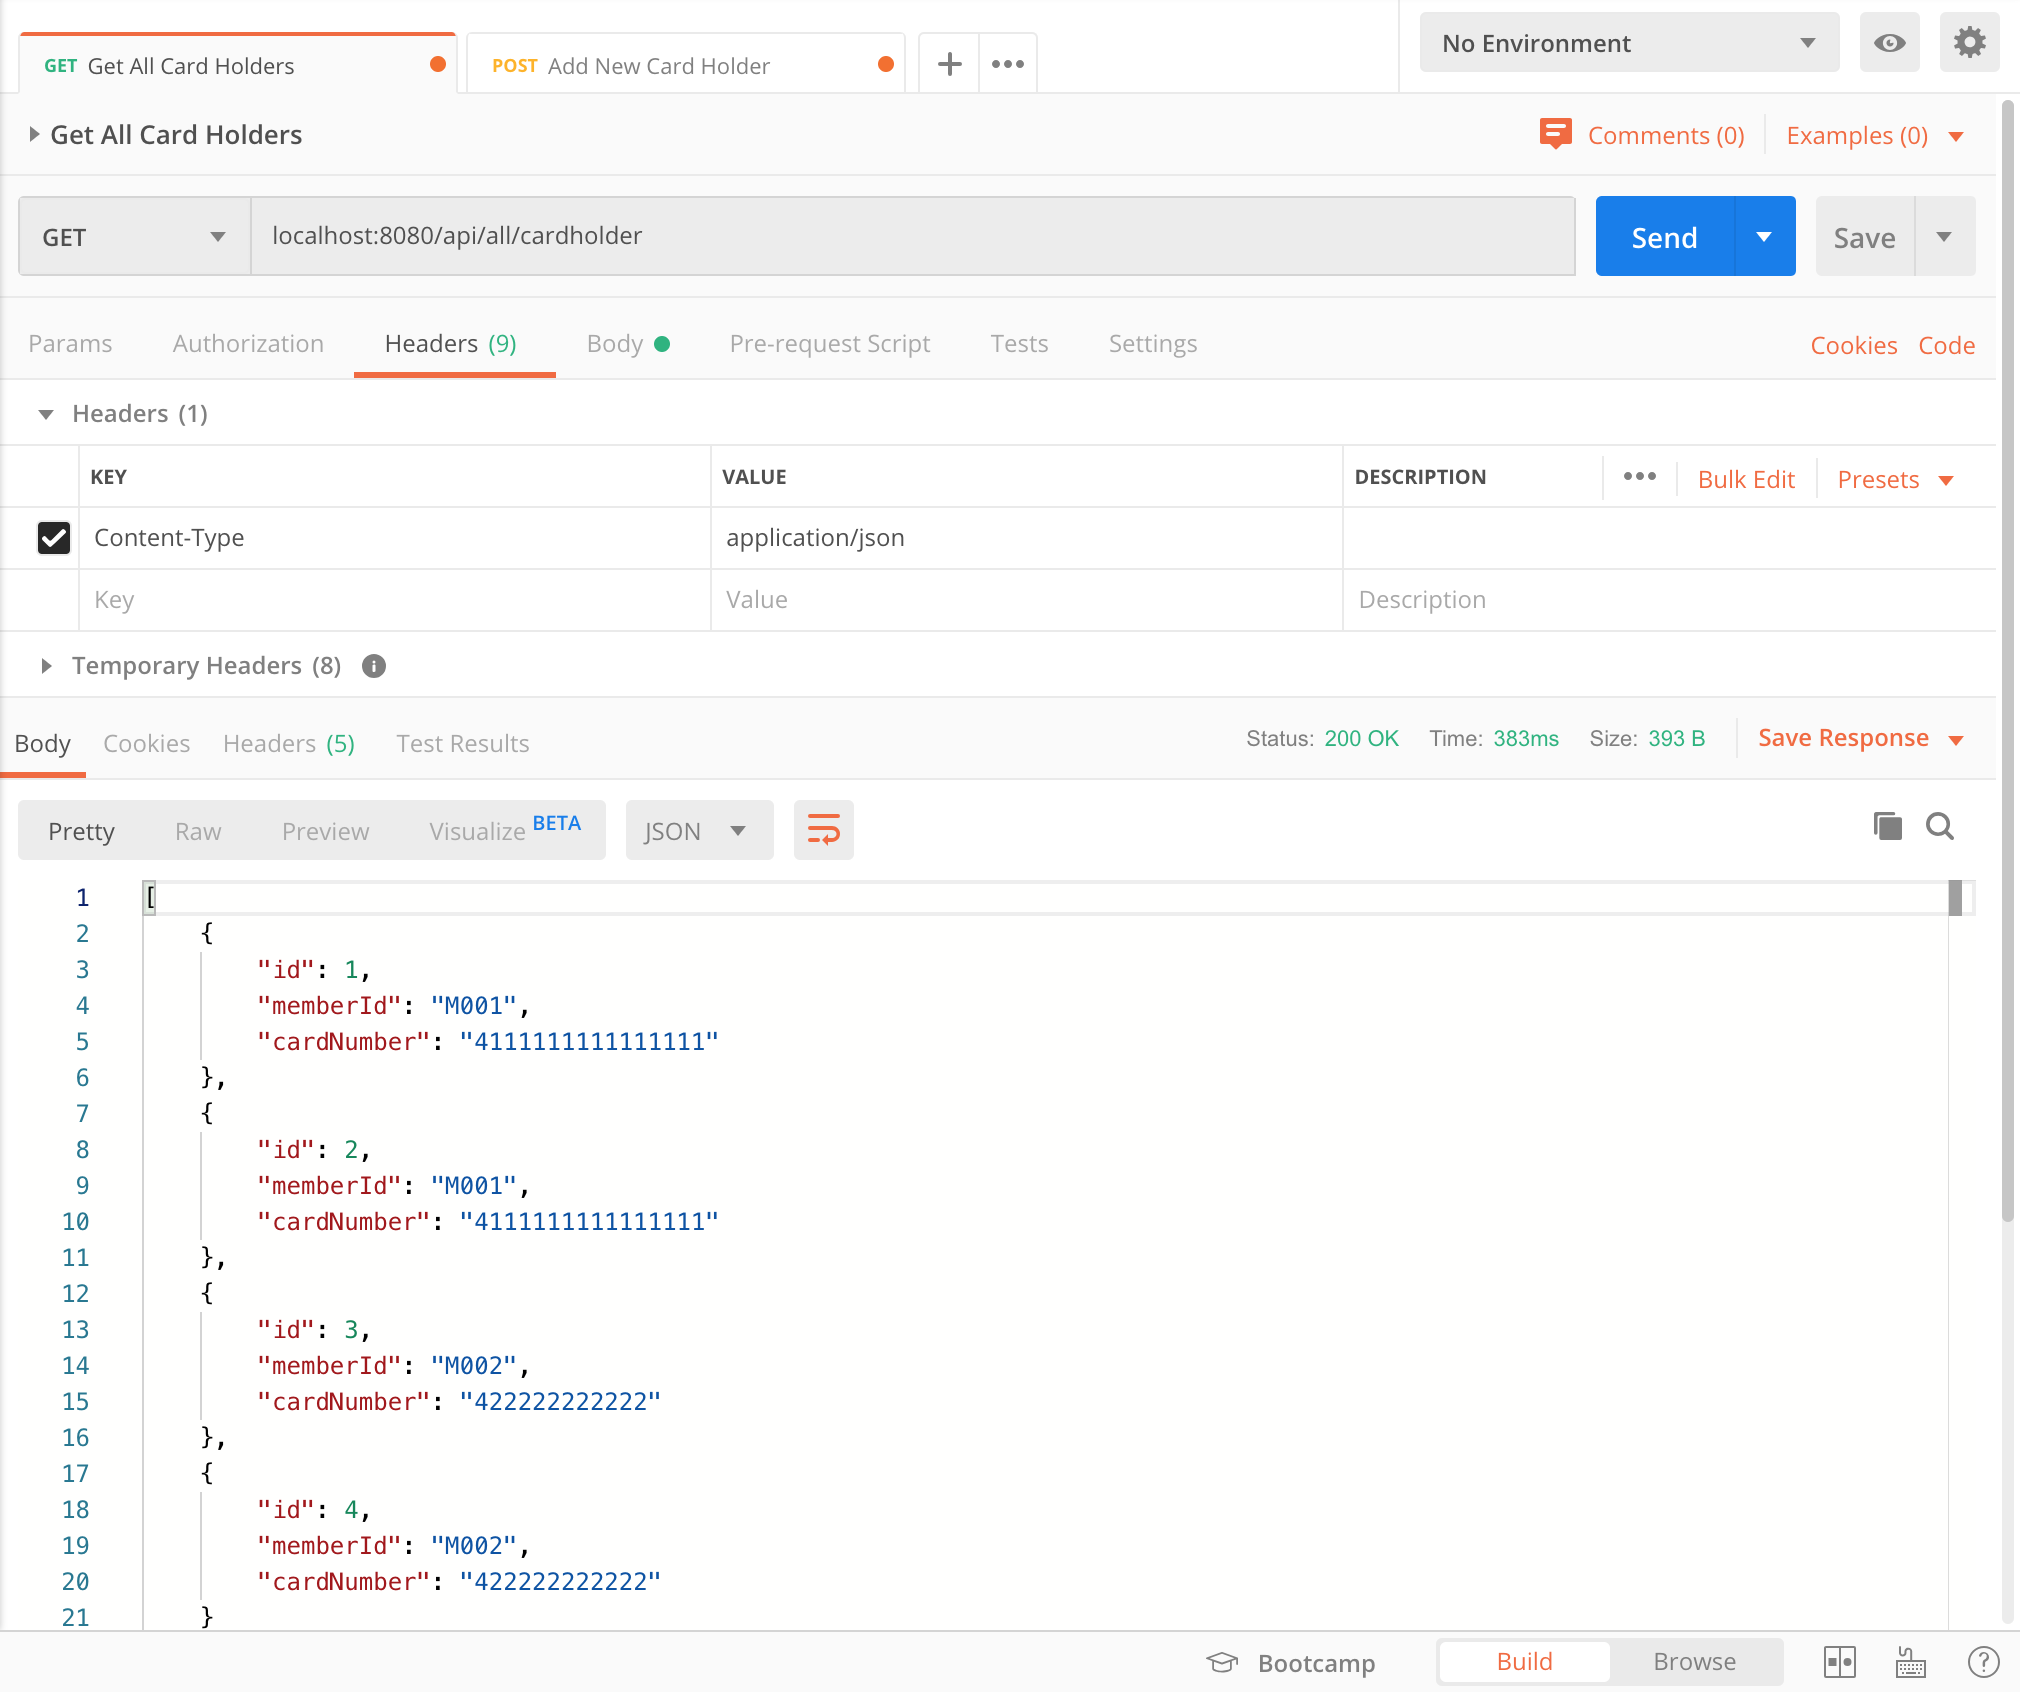 GET Get All Card Holders
POST Add New Card Holder
No Environment
Get All Card Holders
Comments (0)
Examples (0)
GET
localhost:8080/api/all/cardholder
Send
Save
Params
Authorization
Headers (9)
Body
Pre-request Script
Tests
Settings
Cookies
Code
Headers (1)
KEY
VALUE
DESCRIPTION
Bulk Edit
Presets
Content-Type
application/json
Key
Value
Description
Temporary Headers (8)
Body
Cookies
Headers (5)
Test Results
Status: 200 OK
Time: 383ms
Size: 393 B
Save Response
Pretty
Raw
Preview
Visualize BETA
JSON
1 [
2 {
3 "id": 1,
4 "memberId": "M001",
5 "cardNumber": "4111111111111111"
6 },
7 {
8 "id": 2,
9 "memberId": "M001",
10 "cardNumber": "4111111111111111"
11 },
12 {
13 "id": 3,
14 "memberId": "M002",
15 "cardNumber": "422222222222"
16 },
17 {
18 "id": 4,
19 "memberId": "M002",
20 "cardNumber": "422222222222"
21 }
Bootcamp
Build
Browse